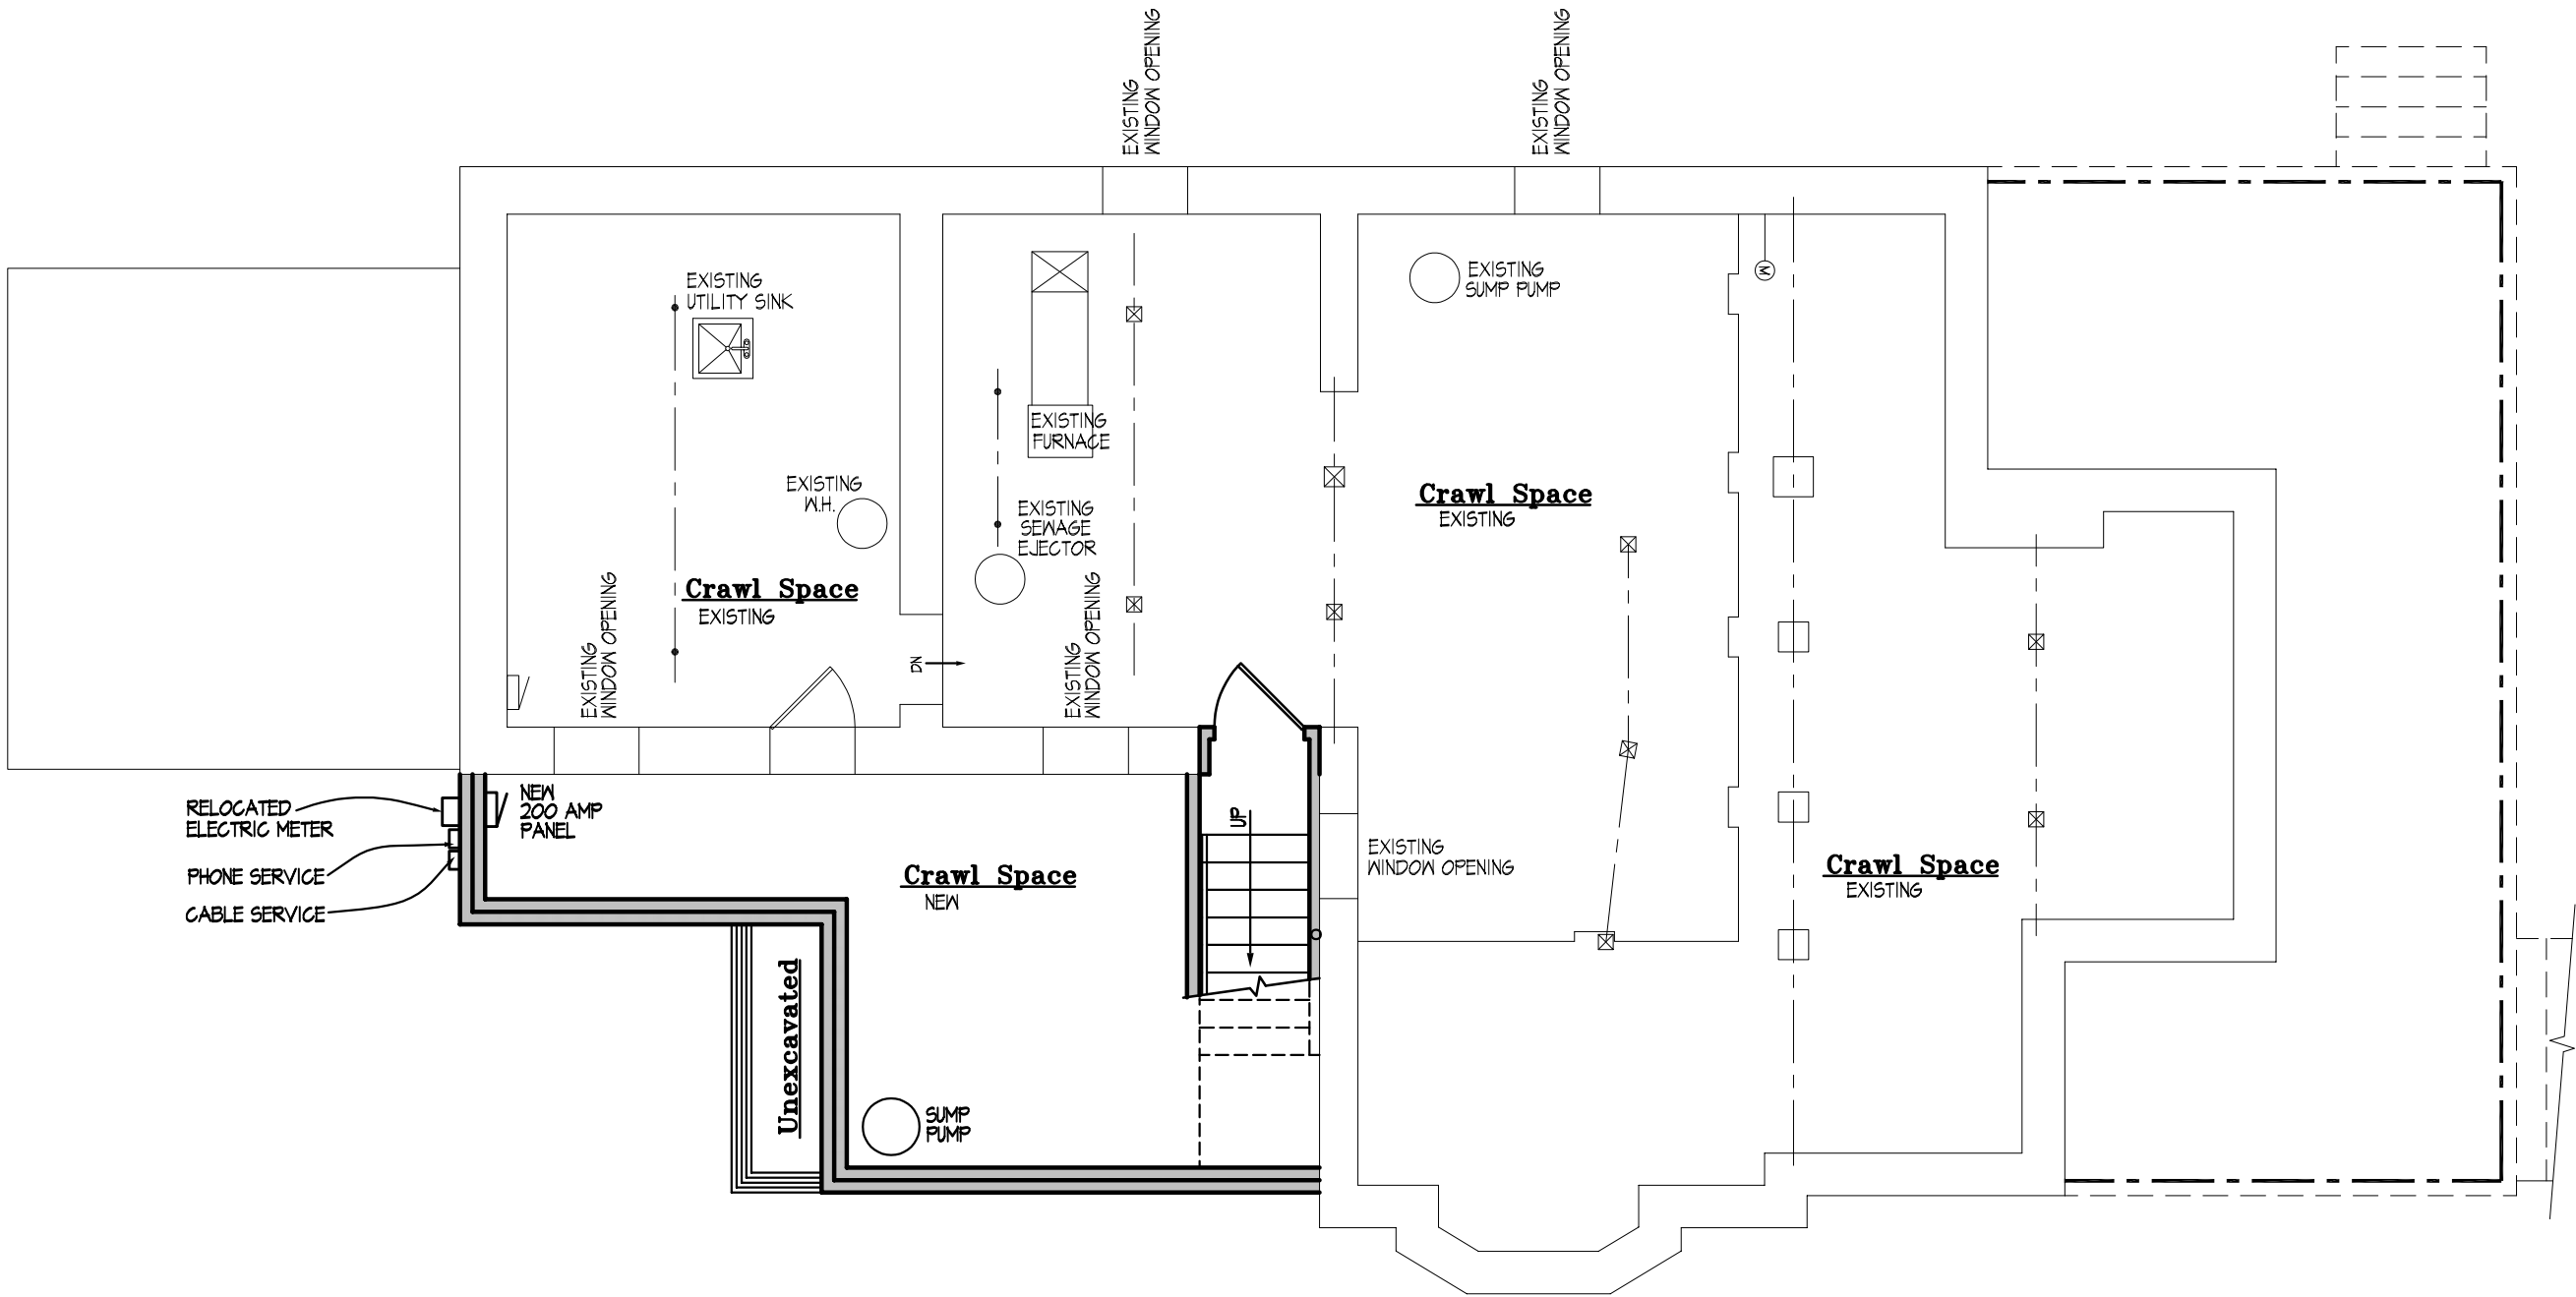 EXISTING
WINDOW OPENING
EXISTING
WINDOW OPENING
EXISTING
UTILITY SINK
EXISTING
SUMP PUMP
M
EXISTING
FURNACE
EXISTING
W.H.
EXISTING
SEWAGE
EJECTOR
Crawl Space
EXISTING
Crawl Space
EXISTING
EXISTING
WINDOW OPENING
DN
EXISTING
WINDOW OPENING
RELOCATED
ELECTRIC METER
NEW
200 AMP
PANEL
PHONE SERVICE
CABLE SERVICE
Crawl Space
NEW
UP
EXISTING
WINDOW OPENING
Crawl Space
EXISTING
Unexcavated
SUMP
PUMP